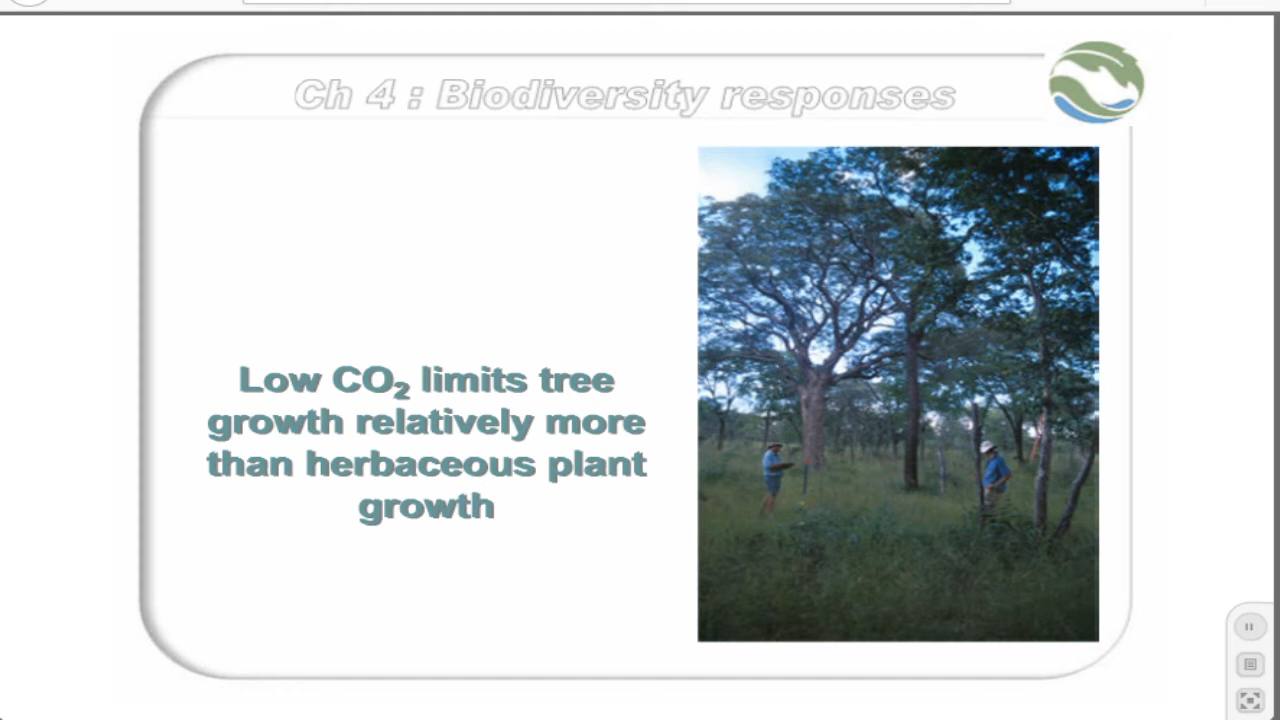 Ch 4 : Biodiversity responses
Low CO₂ limits tree
growth relatively more
than herbaceous plant
growth